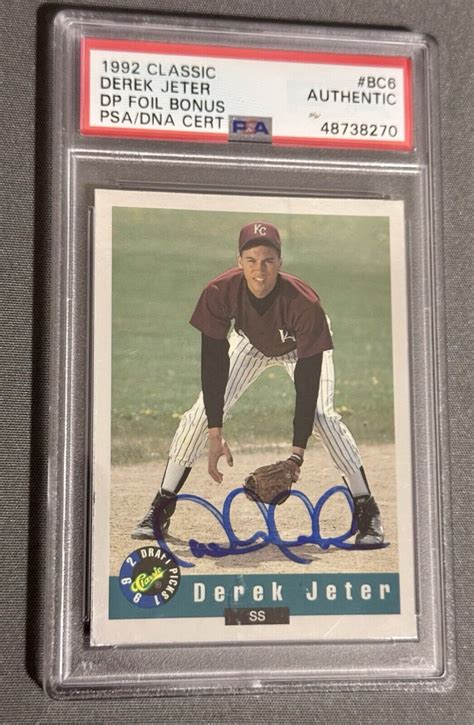 1992 CLASSIC
#BC6
DEREK JETER
AUTHENTIC
DP FOIL BONUS
PSA/DNA CERT
PSA
48738270
KC
1992 DRAFT PICKS
Classic
Derek Jeter
SS